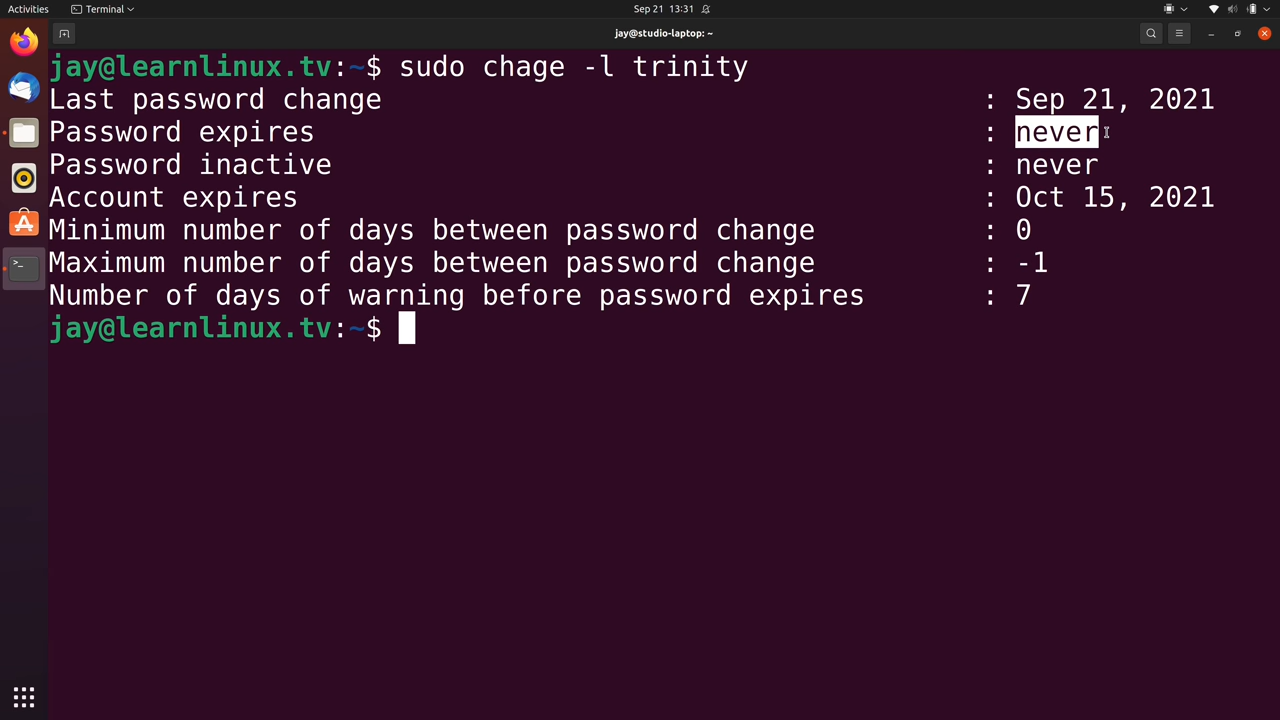 Activities Terminal Sep 21 13:31
jay@studio-laptop: ~
jay@learnlinux.tv:~$ sudo chage -l trinity
Last password change : Sep 21, 2021
Password expires : never
Password inactive : never
Account expires : Oct 15, 2021
Minimum number of days between password change : 0
Maximum number of days between password change : -1
Number of days of warning before password expires : 7
jay@learnlinux.tv:~$